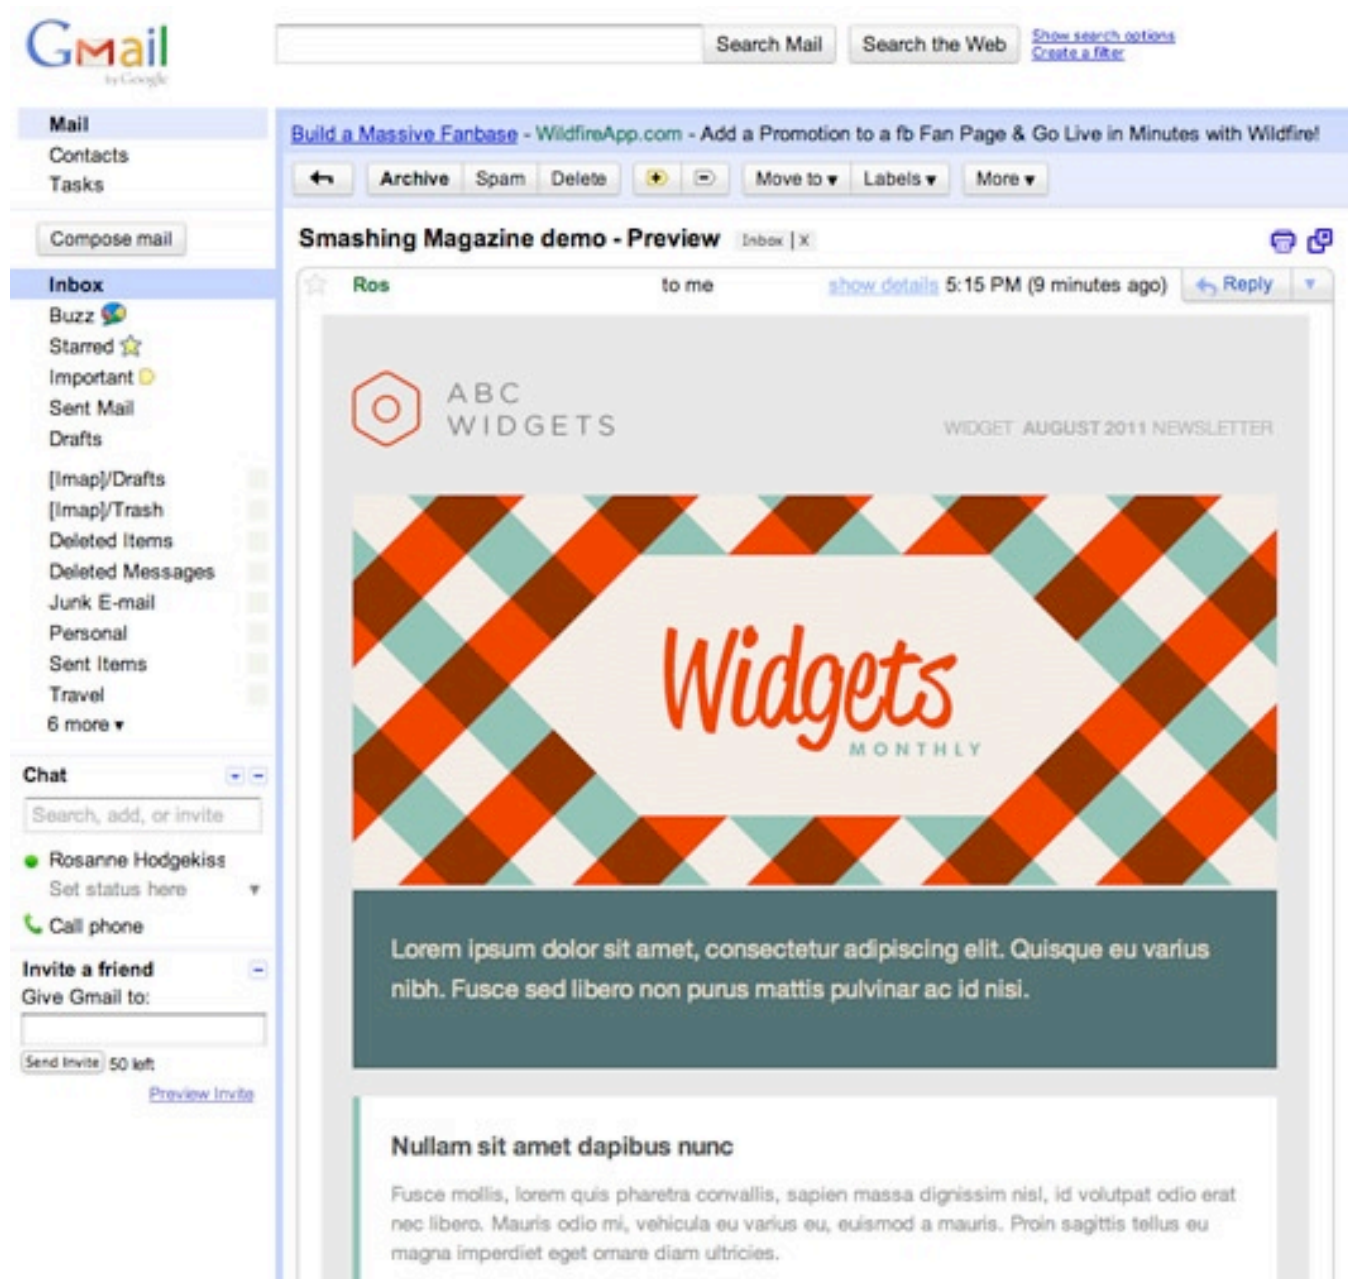 Gmail
by Google
Search Mail
Search the Web
Show search options
Create a filter
Mail
Contacts
Tasks
Compose mail
Inbox
Buzz
Starred
Important
Sent Mail
Drafts
[Imap]/Drafts
[Imap]/Trash
Deleted Items
Deleted Messages
Junk E-mail
Personal
Sent Items
Travel
6 more ▾
Chat
Search, add, or invite
Rosanne Hodgekiss
Set status here
Call phone
Invite a friend
Give Gmail to:
Send Invite 50 left
Preview Invite
Build a Massive Fanbase - WildfireApp.com - Add a Promotion to a fb Fan Page & Go Live in Minutes with Wildfire!
Archive Spam Delete Move to ▾ Labels ▾ More ▾
Smashing Magazine demo - Preview Inbox | X
Ros to me show details 5:15 PM (9 minutes ago) Reply
ABC
WIDGETS
WIDGET AUGUST 2011 NEWSLETTER
Widgets
MONTHLY
Lorem ipsum dolor sit amet, consectetur adipiscing elit. Quisque eu varius
nibh. Fusce sed libero non purus mattis pulvinar ac id nisi.
Nullam sit amet dapibus nunc
Fusce mollis, lorem quis pharetra convallis, sapien massa dignissim nisl, id volutpat odio erat
nec libero. Mauris odio mi, vehicula eu varius eu, euismod a mauris. Proin sagittis tellus eu
magna imperdiet eget ornare diam ultricies.